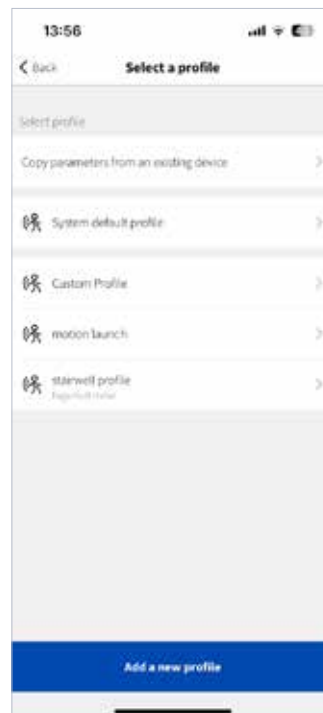 13:56
Back
Select a profile
Select profile
Copy parameters from an existing device
System default profile
Custom Profile
motion launch
stairwell profile
Add a new profile